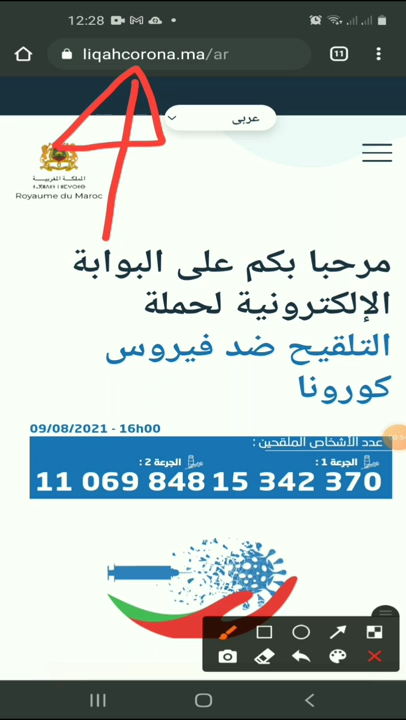 12:28
liqahcorona.ma/ar
11
عربي
المملكة المغربية
Royaume du Maroc
مرحبا بكم على البوابة
الإلكترونية لحملة
التلقيح ضد فيروس
كورونا
09/08/2021 - 16h00
عدد الأشخاص الملقحين :
الجرعة 1 :
الجرعة 2 :
15 342 370
11 069 848